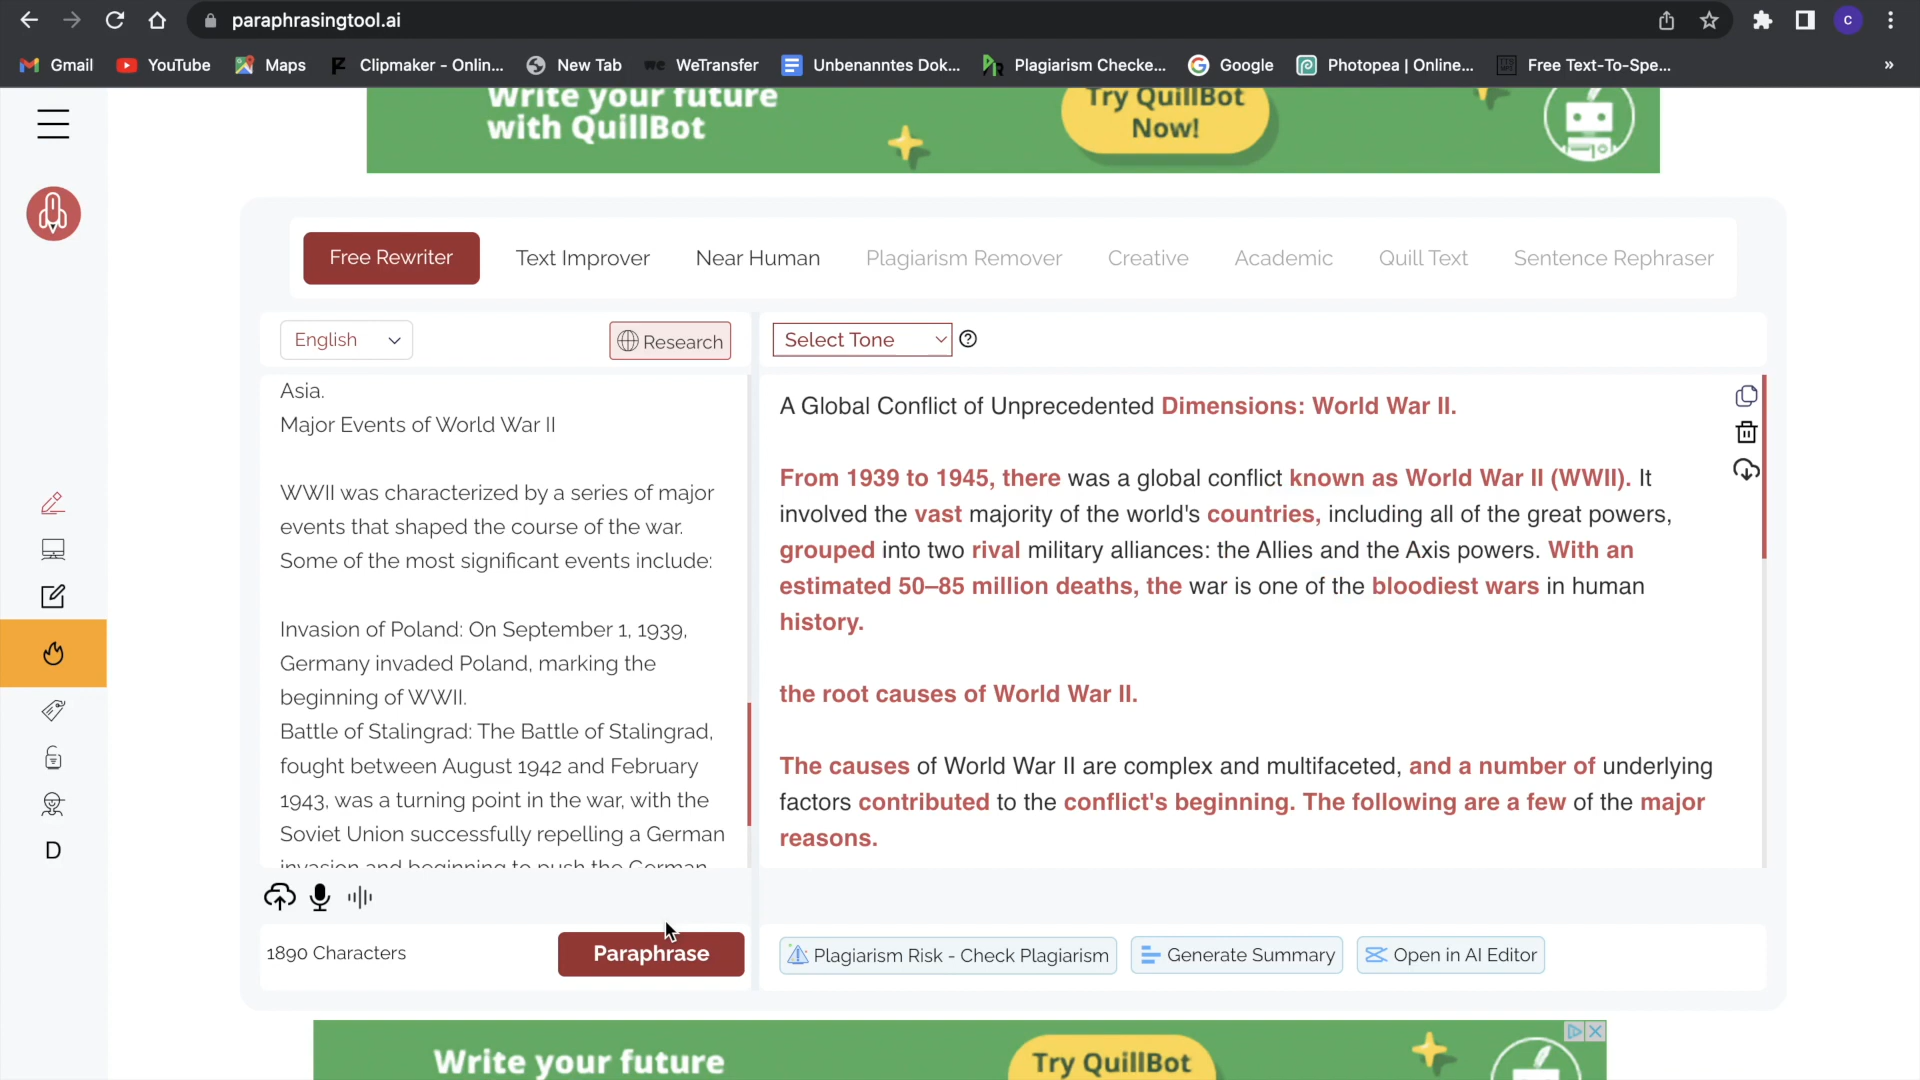 paraphrasingtool.ai
C
Gmail YouTube Maps Clipmaker - Onlin... New Tab WeTransfer Unbenanntes Dok... Plagiarism Checke... Google Photopea | Online... Free Text-To-Spe... »
Write your future
with QuillBot
Try QuillBot
Now!
Free Rewriter Text Improver Near Human Plagiarism Remover Creative Academic Quill Text Sentence Rephraser
English
Research
Select Tone
Asia.
Major Events of World War II
WWII was characterized by a series of major
events that shaped the course of the war.
Some of the most significant events include:
Invasion of Poland: On September 1, 1939,
Germany invaded Poland, marking the
beginning of WWII.
Battle of Stalingrad: The Battle of Stalingrad,
fought between August 1942 and February
1943, was a turning point in the war, with the
Soviet Union successfully repelling a German
invasion and beginning to push the German
A Global Conflict of Unprecedented Dimensions: World War II.
From 1939 to 1945, there was a global conflict known as World War II (WWII). It
involved the vast majority of the world's countries, including all of the great powers,
grouped into two rival military alliances: the Allies and the Axis powers. With an
estimated 50–85 million deaths, the war is one of the bloodiest wars in human
history.
the root causes of World War II.
The causes of World War II are complex and multifaceted, and a number of underlying
factors contributed to the conflict's beginning. The following are a few of the major
reasons.
D
1890 Characters
Paraphrase
Plagiarism Risk - Check Plagiarism
Generate Summary
Open in AI Editor
Write your future
Try QuillBot